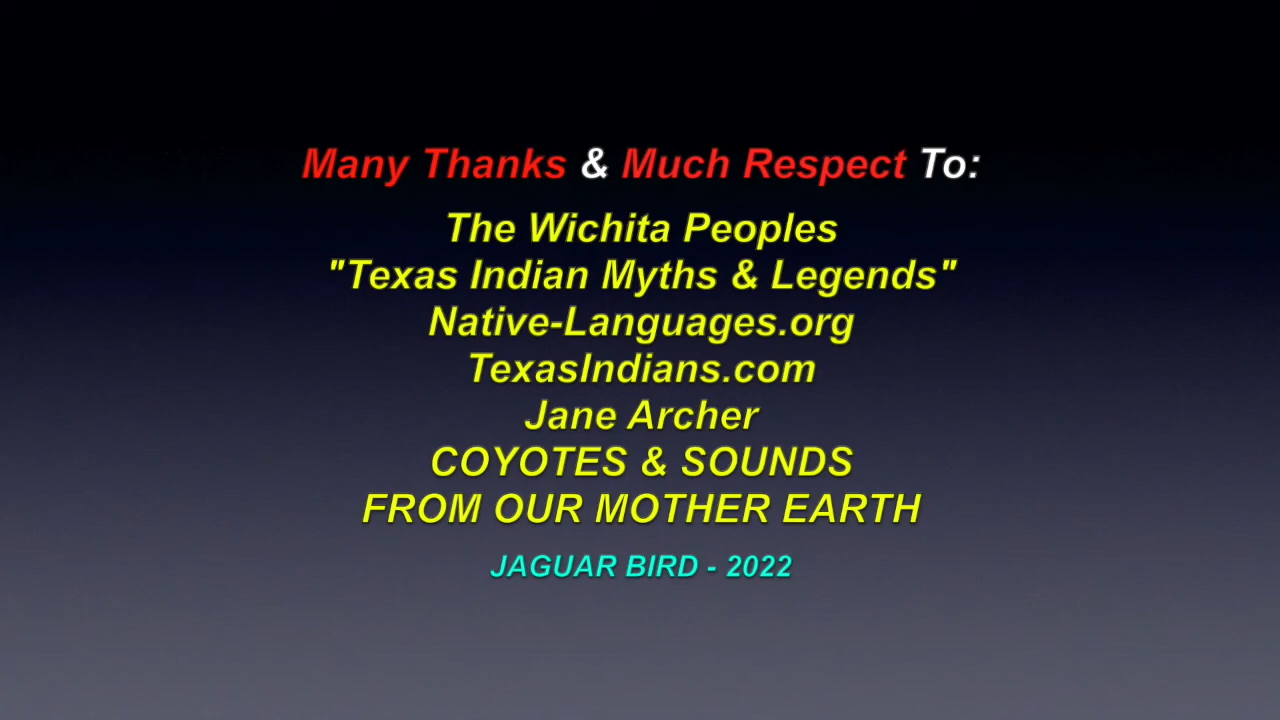 Many Thanks & Much Respect To:
The Wichita Peoples
"Texas Indian Myths & Legends"
Native-Languages.org
TexasIndians.com
Jane Archer
COYOTES & SOUNDS
FROM OUR MOTHER EARTH
JAGUAR BIRD - 2022